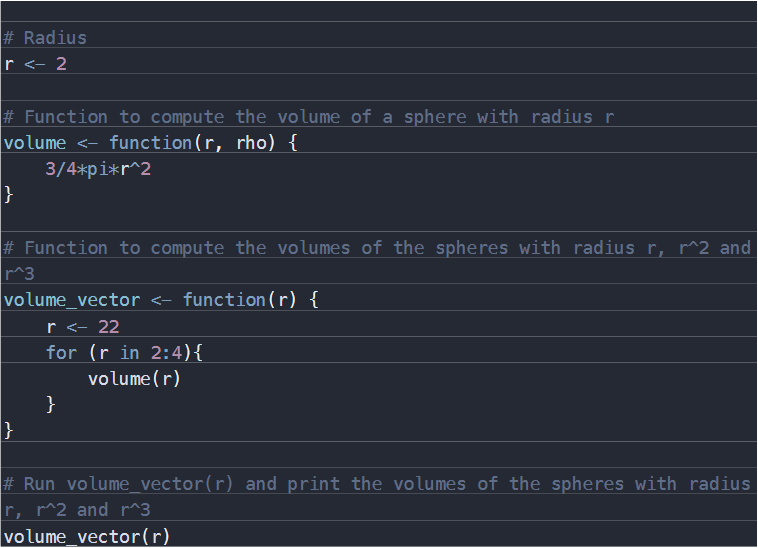 # Radius
r <- 2
# Function to compute the volume of a sphere with radius r
volume <- function(r, rho) {
    3/4*pi*r^2
}
# Function to compute the volumes of the spheres with radius r, r^2 and
r^3
volume_vector <- function(r) {
    r <- 22
    for (r in 2:4){
        volume(r)
    }
}
# Run volume_vector(r) and print the volumes of the spheres with radius
r, r^2 and r^3
volume_vector(r)